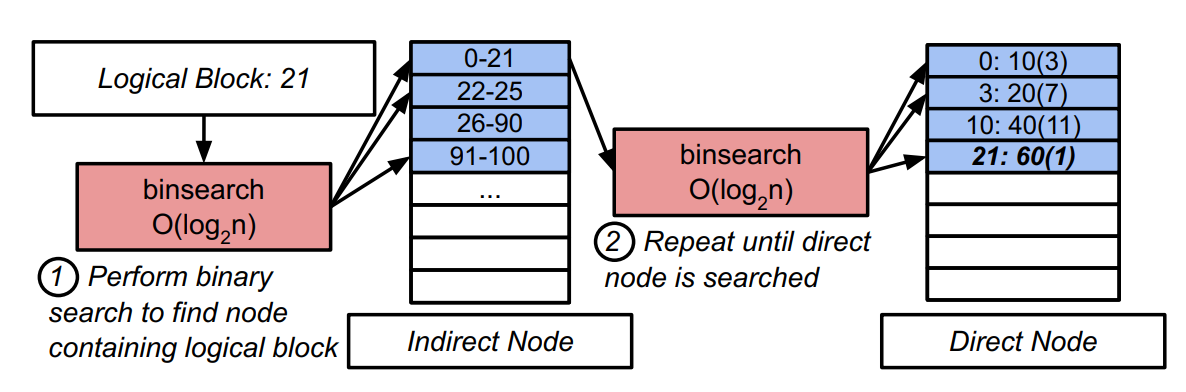 Logical Block: 21
binsearch
O(log2n)
1 Perform binary
search to find node
containing logical block
0-21
22-25
26-90
91-100
...
Indirect Node
binsearch
O(log2n)
2 Repeat until direct
node is searched
0: 10(3)
3: 20(7)
10: 40(11)
21: 60(1)
Direct Node